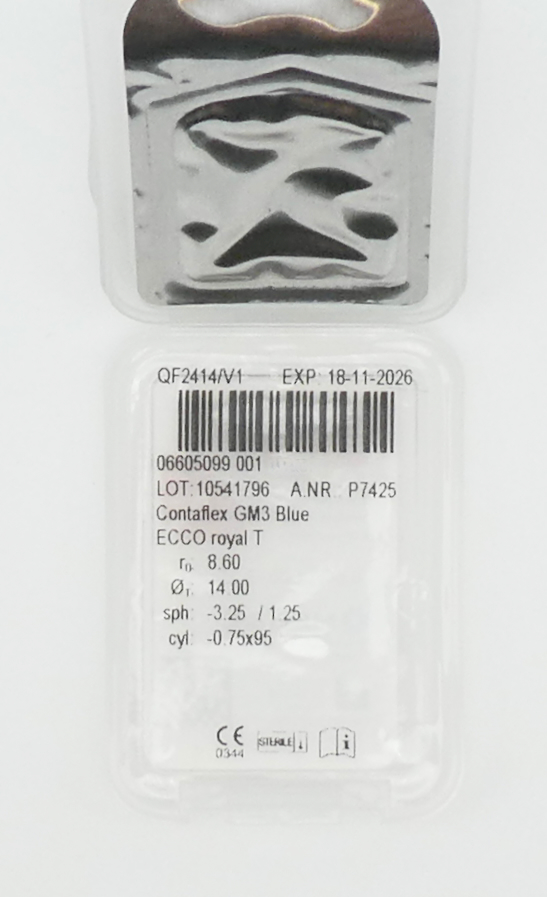 QF2414/V1 EXP: 18-11-2026
06605099 001
LOT:10541796 A.NR.: P7425
Contaflex GM3 Blue
ECCO royal T
r₀: 8.60
Ø₁: 14.00
sph: -3.25 / 1.25
cyl: -0.75x95
CE STERILE i
0344